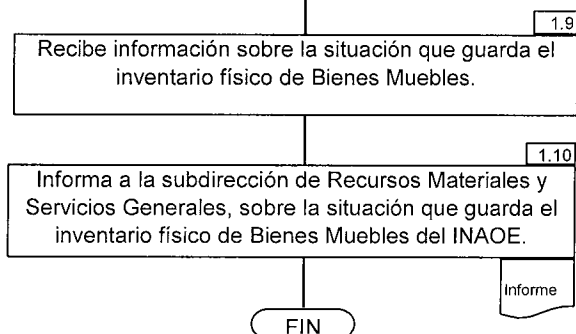 1.9
Recibe información sobre la situación que guarda el
inventario físico de Bienes Muebles.
1.10
Informa a la subdirección de Recursos Materiales y
Servicios Generales, sobre la situación que guarda el
inventario físico de Bienes Muebles del INAOE.
Informe
FIN